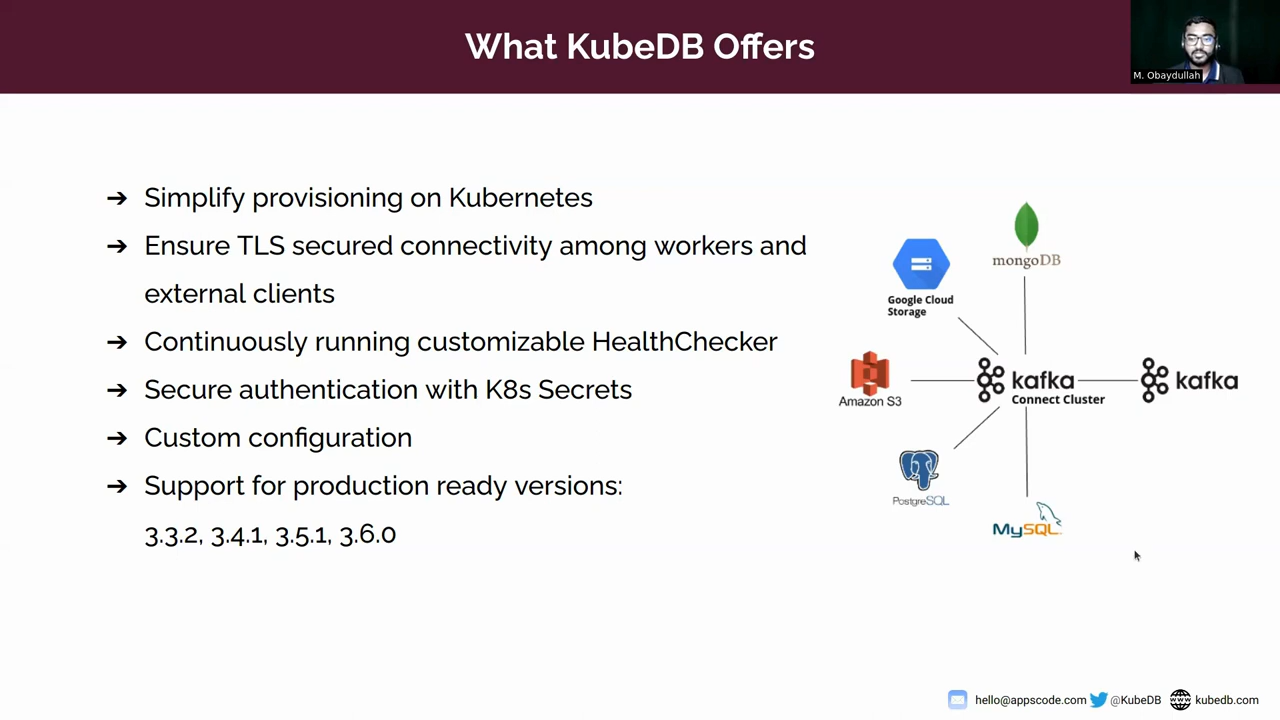 What KubeDB Offers
M. Obaydullah
➔ Simplify provisioning on Kubernetes
➔ Ensure TLS secured connectivity among workers and
external clients
➔ Continuously running customizable HealthChecker
➔ Secure authentication with K8s Secrets
➔ Custom configuration
➔ Support for production ready versions:
3.3.2, 3.4.1, 3.5.1, 3.6.0
mongoDB
Google Cloud
Storage
Amazon S3
kafka
Connect Cluster
kafka
PostgreSQL
MySQL
hello@appscode.com @KubeDB kubedb.com